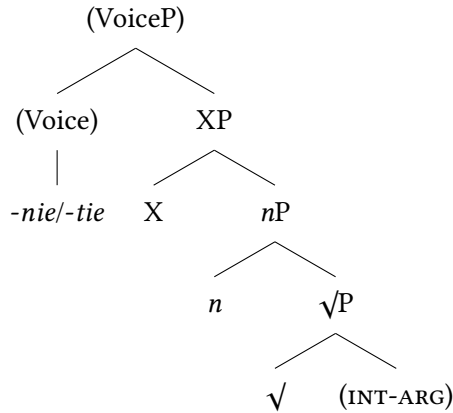 (VoiceP)
(Voice) XP
-nie/-tie X nP
n √P
√ (INT-ARG)